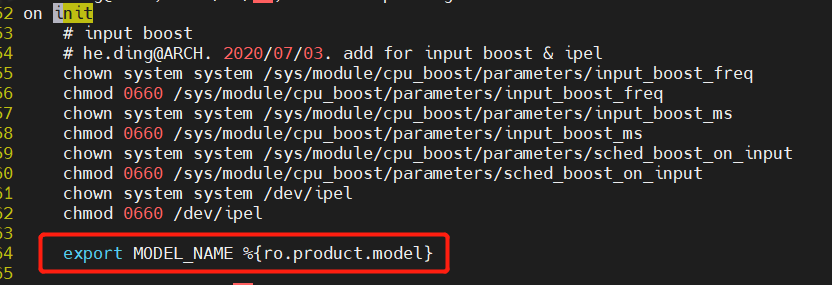 52 on init
53 # input boost
54 # he.ding@ARCH. 2020/07/03. add for input boost & ipel
55 chown system system /sys/module/cpu_boost/parameters/input_boost_freq
56 chmod 0660 /sys/module/cpu_boost/parameters/input_boost_freq
57 chown system system /sys/module/cpu_boost/parameters/input_boost_ms
58 chmod 0660 /sys/module/cpu_boost/parameters/input_boost_ms
59 chown system system /sys/module/cpu_boost/parameters/sched_boost_on_input
60 chmod 0660 /sys/module/cpu_boost/parameters/sched_boost_on_input
61 chown system system /dev/ipel
62 chmod 0660 /dev/ipel
63
64 export MODEL_NAME %{ro.product.model}
65